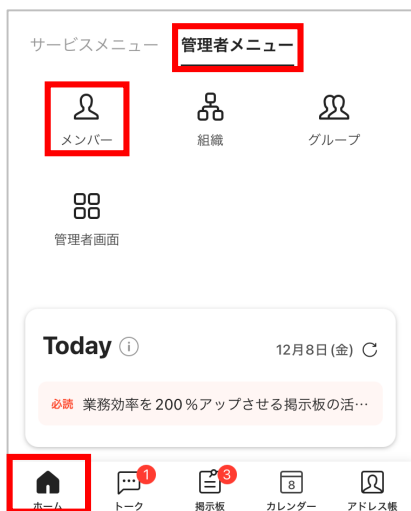 サービスメニュー 管理者メニュー
メンバー 組織 グループ
管理者画面
Today i 12月8日(金)
必読 業務効率を200%アップさせる掲示板の活…
1 3 8
ホーム トーク 掲示板 カレンダー アドレス帳